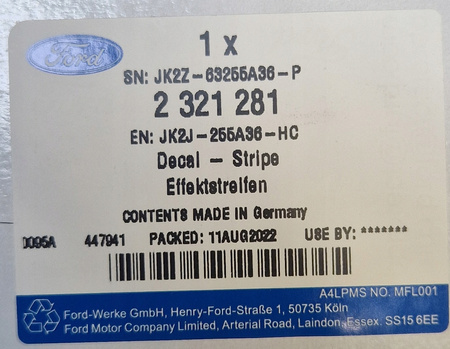 Ford
1 x
SN: JK2Z-63255A36-P
2 321 281
EN: JK2J-255A36-HC
Decal - Stripe
Effektstreifen
CONTENTS MADE IN Germany
0095A 447941 PACKED: 11AUG2022 USE BY: *******
A4LPMS NO. MFL001
Ford-Werke GmbH, Henry-Ford-Straße 1, 50735 Köln
Ford Motor Company Limited, Arterial Road, Laindon, Essex. SS15 6EE